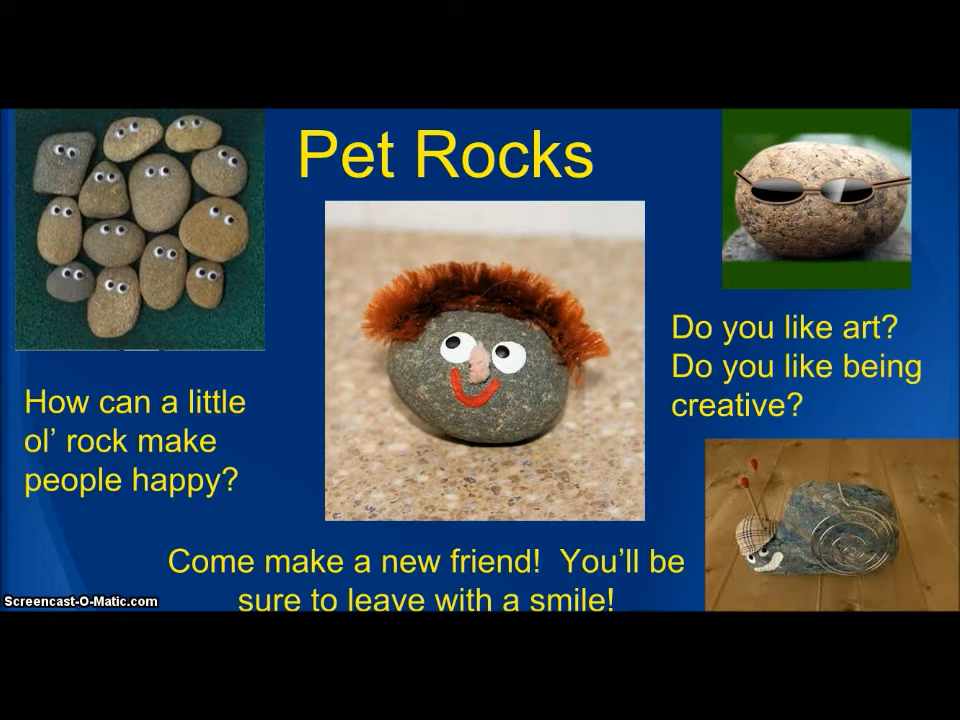 Pet Rocks
Do you like art?
Do you like being
creative?
How can a little
ol’ rock make
people happy?
Come make a new friend!  You’ll be
sure to leave with a smile!
Screencast-O-Matic.com